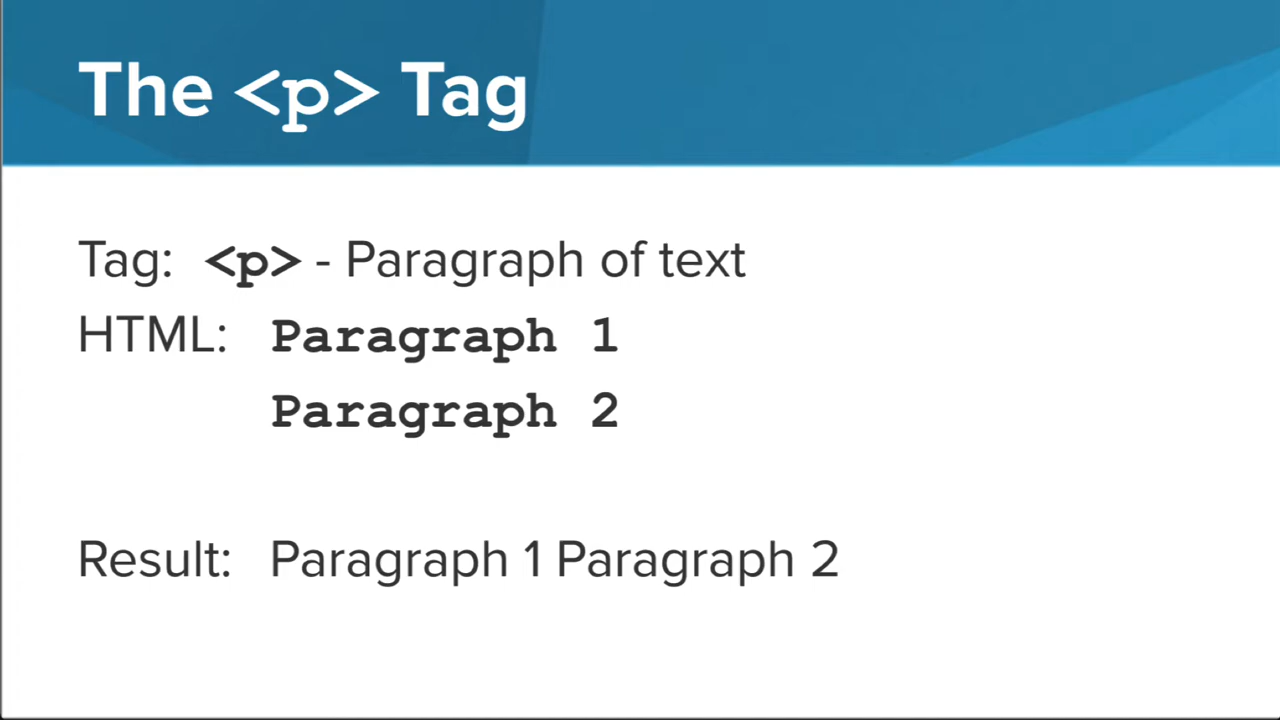 The <p> Tag
Tag: <p> - Paragraph of text
HTML: Paragraph 1
Paragraph 2
Result: Paragraph 1 Paragraph 2